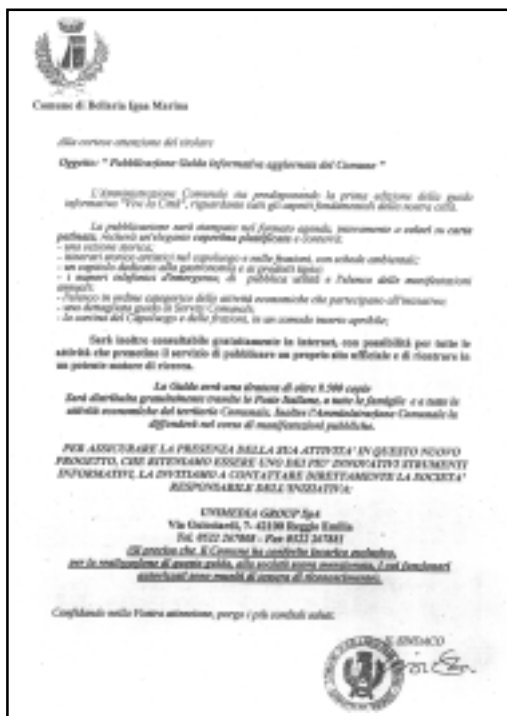 Comune di Bellaria Igea Marina
Alla cortese attenzione del titolare
Oggetto: " Pubblicazione Guida informativa aggiornata del Comune "
L'Amministrazione Comunale sta predisponendo la prima edizione della guida
informativa "Vivi la Città", riguardante tutti gli aspetti fondamentali della nostra città.
La pubblicazione sarà stampata nel formato agenda, interamente a colori su carta
patinata, rivestirà un'elegante copertina plastificata e conterrà:
- una sezione storica;
- itinerari storico artistici nel capoluogo e nelle frazioni, con schede ambientali;
- un capitolo dedicato alla gastronomia e ai prodotti tipici;
- i numeri telefonici d'emergenza, di pubblica utilità e l'elenco delle manifestazioni
annuali;
- l'elenco in ordine categorico delle attività economiche che partecipano all'iniziativa;
- una dettagliata guida ai Servizi Comunali;
- la cartina del Capoluogo e delle frazioni, in un comodo inserto apribile;
Sarà inoltre consultabile gratuitamente in internet, con possibilità per tutte le
attività che prenotino il servizio di pubblicare un proprio sito ufficiale e di rientrare in
un potente motore di ricerca.
La Guida avrà una tiratura di oltre 9.500 copie
Sarà distribuita gratuitamente tramite le Poste Italiane, a tutte le famiglie e a tutte le
attività economiche del territorio Comunale. Inoltre l'Amministrazione Comunale la
diffonderà nel corso di manifestazioni pubbliche.
PER ASSICURARE LA PRESENZA DELLA SUA ATTIVITA' IN QUESTO NUOVO
PROGETTO, CHE RITENIAMO ESSERE UNO DEI PIU' INNOVATIVI STRUMENTI
INFORMATIVI, LA INVITIAMO A CONTATTARE DIRETTAMENTE LA SOCIETA'
RESPONSABILE DELL'INIZIATIVA:
UNIMEDIA GROUP SpA
Via 7- 42100 Reggio Emilia
Tel. 0522 267088 - Fax 0522 267881
(Si precisa che il Comune ha conferito incarico esclusivo,
per la realizzazione di questa guida, alla società sopra menzionata, i cui funzionari
autorizzati sono muniti di tessera di riconoscimento).
Confidando nella Vostra attenzione, porgo i più cordiali saluti.
IL SINDACO